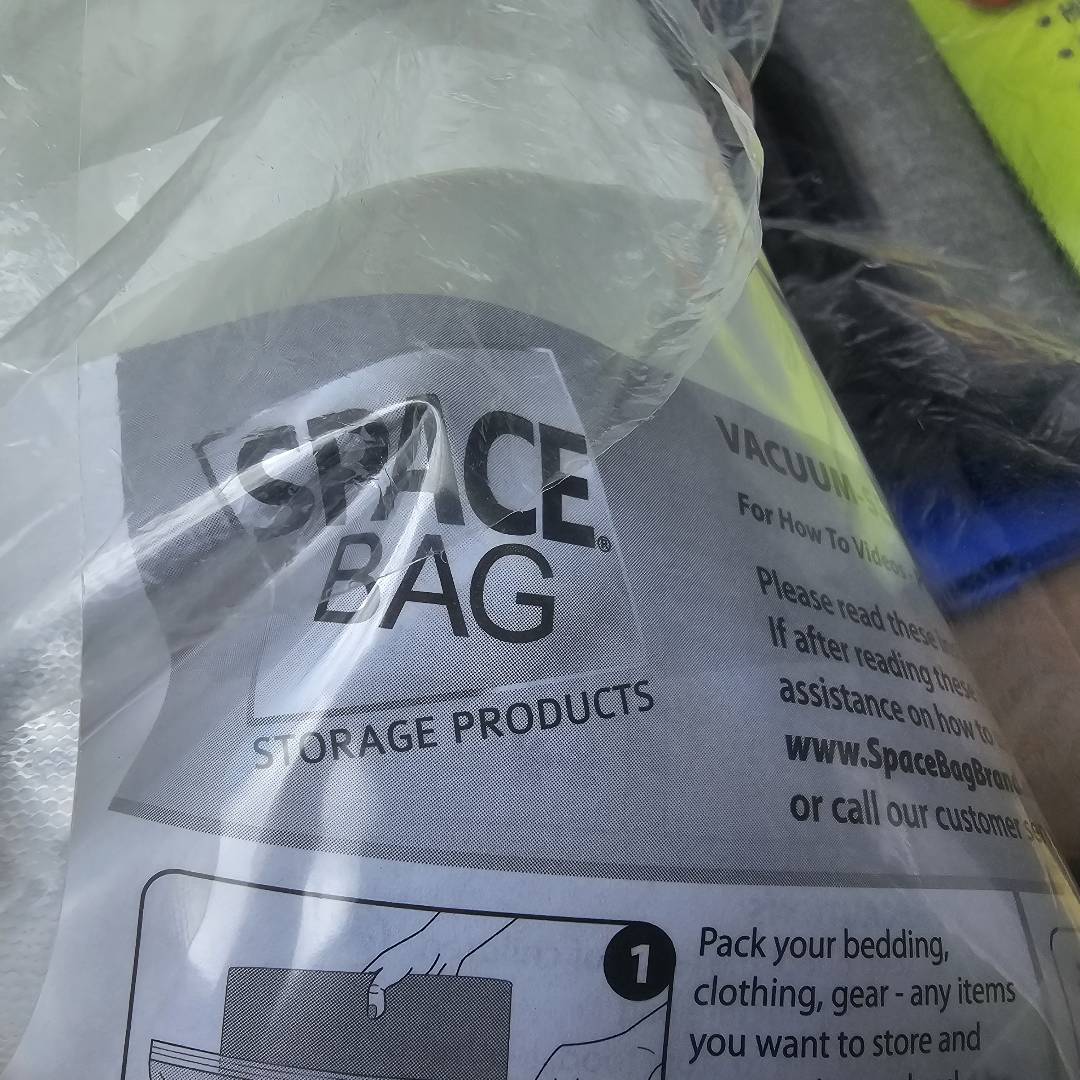 SPACE
BAG®
STORAGE PRODUCTS
VACUUM-S
For How To Videos
Please read these
If after reading these
assistance on how to
www.SpaceBagBran
or call our customer
1
Pack your bedding,
clothing, gear - any items
you want to store and